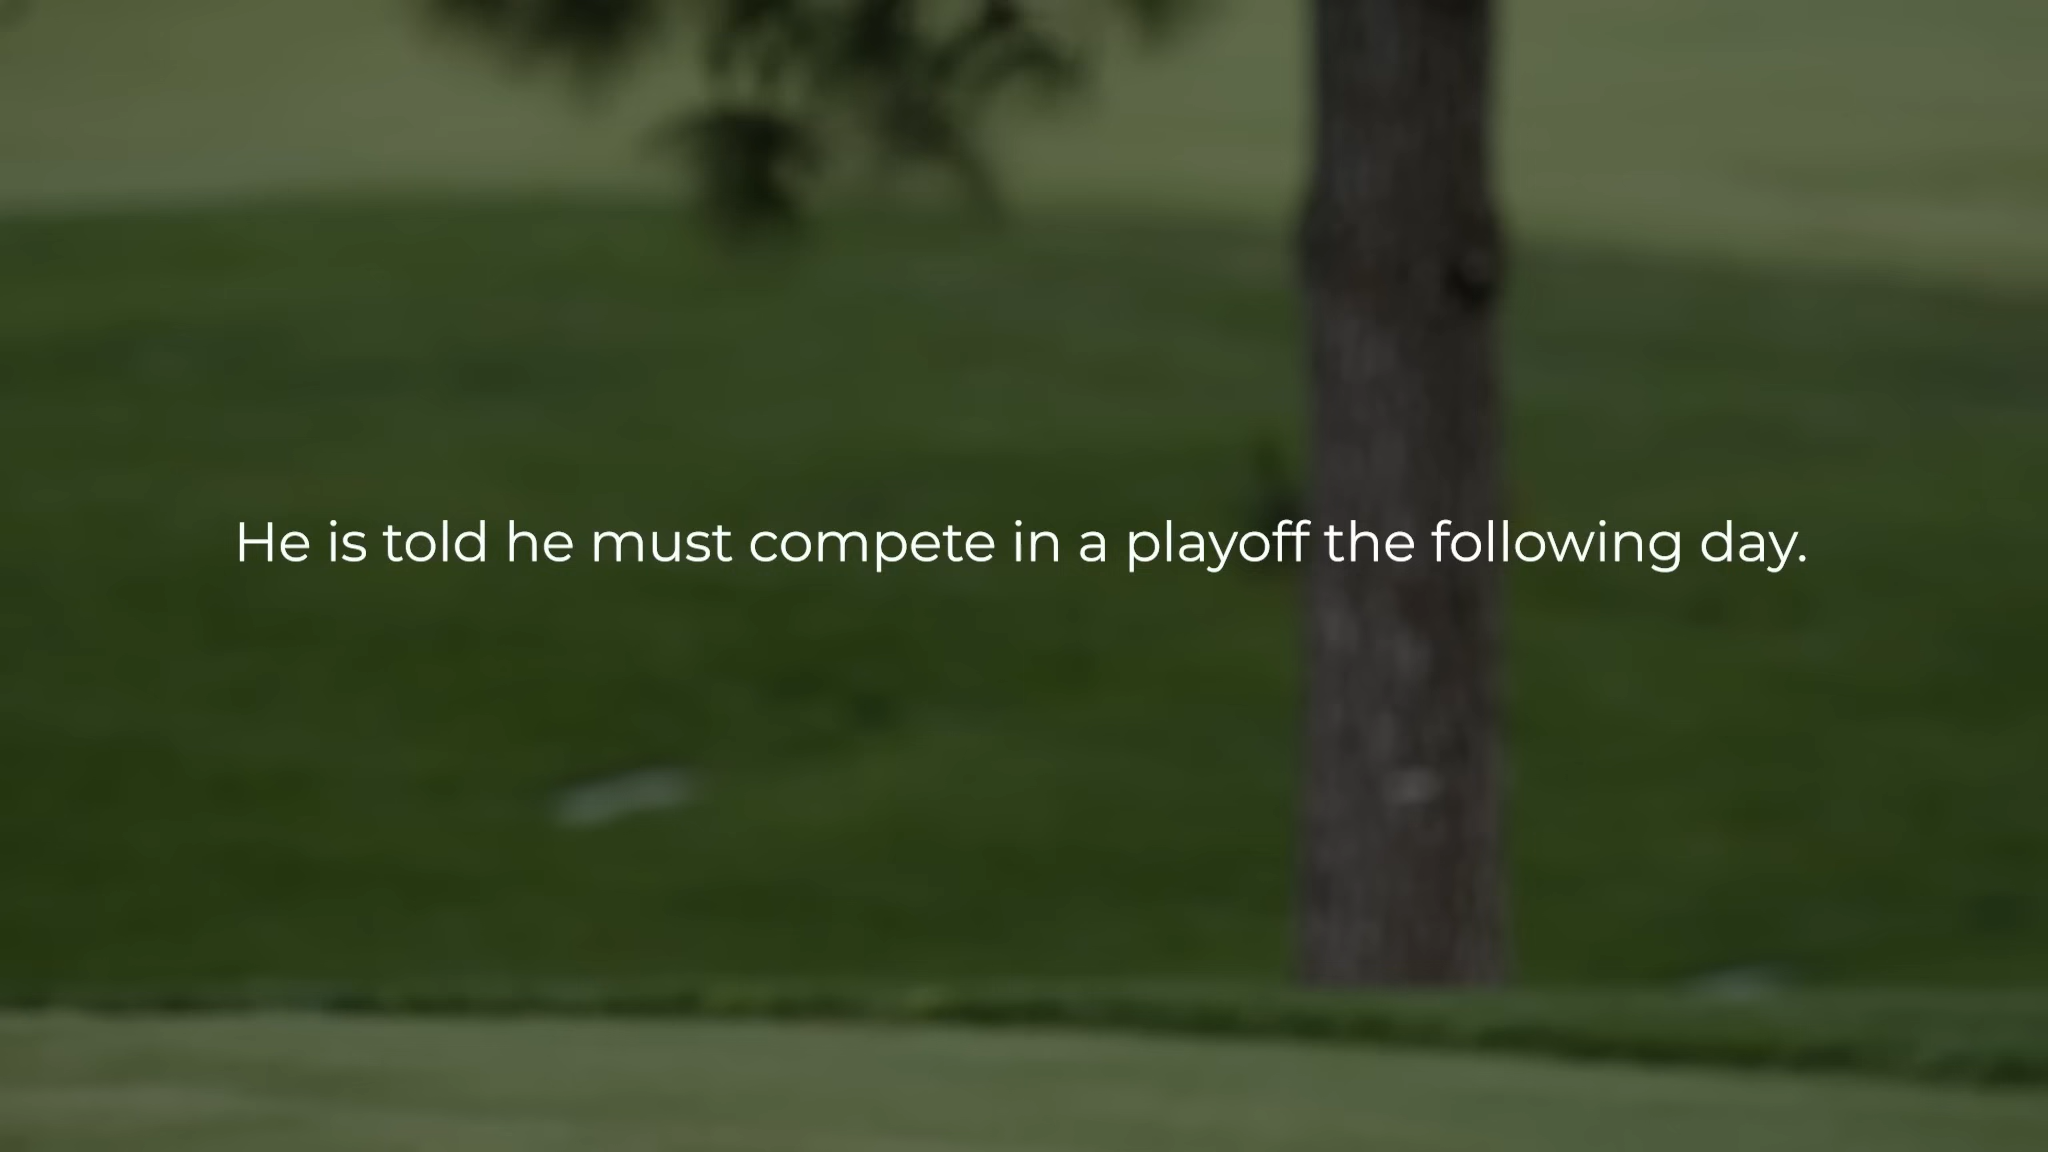 He is told he must compete in a playoff the following day.